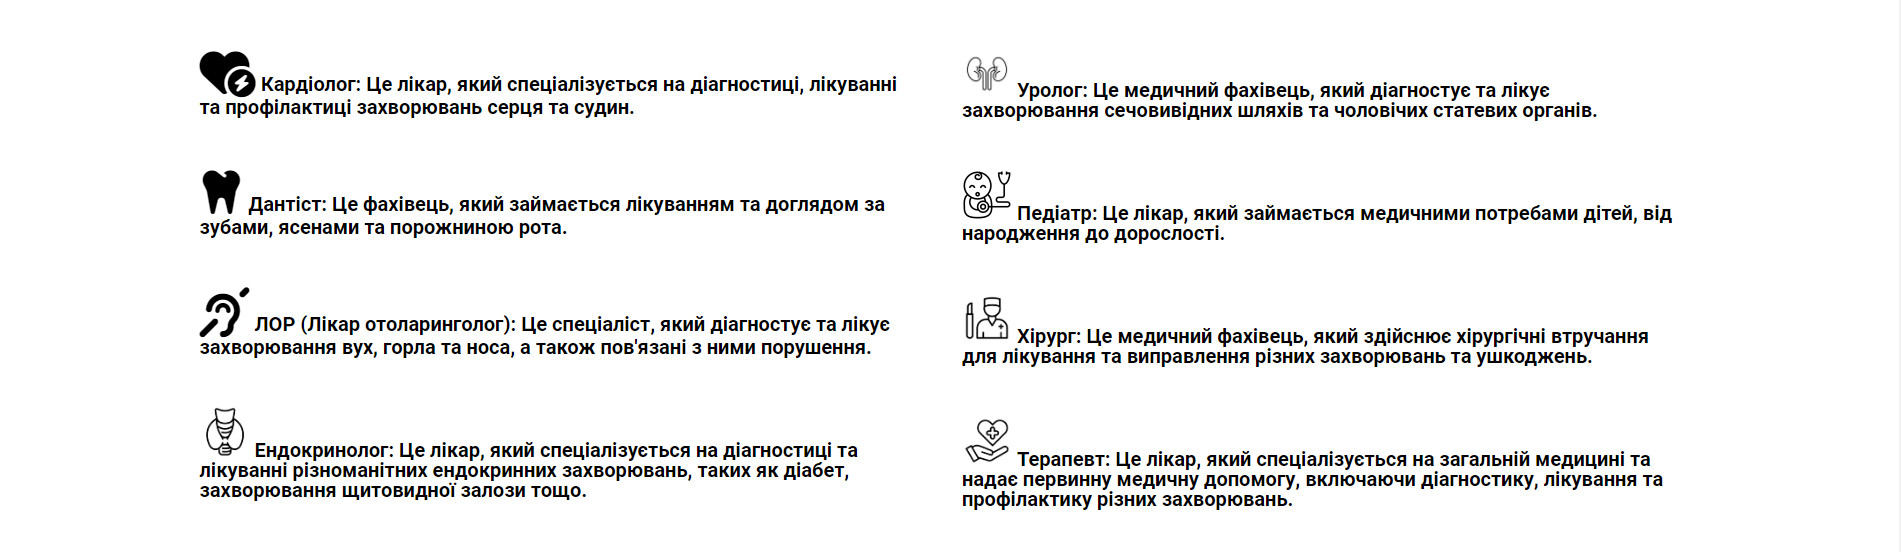 Кардіолог: Це лікар, який спеціалізується на діагностиці, лікуванні
та профілактиці захворювань серця та судин.
Дантіст: Це фахівець, який займається лікуванням та доглядом за
зубами, ясенами та порожниною рота.
ЛОР (Лікар отоларинголог): Це спеціаліст, який діагностує та лікує
захворювання вух, горла та носа, а також пов'язані з ними порушення.
Ендокринолог: Це лікар, який спеціалізується на діагностиці та
лікуванні різноманітних ендокринних захворювань, таких як діабет,
захворювання щитовидної залози тощо.
Уролог: Це медичний фахівець, який діагностує та лікує
захворювання сечовивідних шляхів та чоловічих статевих органів.
Педіатр: Це лікар, який займається медичними потребами дітей, від
народження до дорослості.
Хірург: Це медичний фахівець, який здійснює хірургічні втручання
для лікування та виправлення різних захворювань та ушкоджень.
Терапевт: Це лікар, який спеціалізується на загальній медицині та
надає первинну медичну допомогу, включаючи діагностику, лікування та
профілактику різних захворювань.